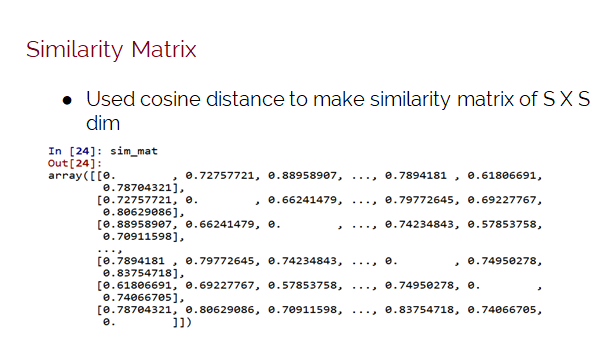 Similarity Matrix
● Used cosine distance to make similarity matrix of S X S
dim
In [24]: sim_mat
Out[24]:
array([[0.        , 0.72757721, 0.88958907, ..., 0.7894181 , 0.61806691,
        0.78704321],
       [0.72757721, 0.        , 0.66241479, ..., 0.79772645, 0.69227767,
        0.80629086],
       [0.88958907, 0.66241479, 0.        , ..., 0.74234843, 0.57853758,
        0.70911598],
       ...,
       [0.7894181 , 0.79772645, 0.74234843, ..., 0.        , 0.74950278,
        0.83754718],
       [0.61806691, 0.69227767, 0.57853758, ..., 0.74950278, 0.        ,
        0.74066705],
       [0.78704321, 0.80629086, 0.70911598, ..., 0.83754718, 0.74066705,
        0.        ]])